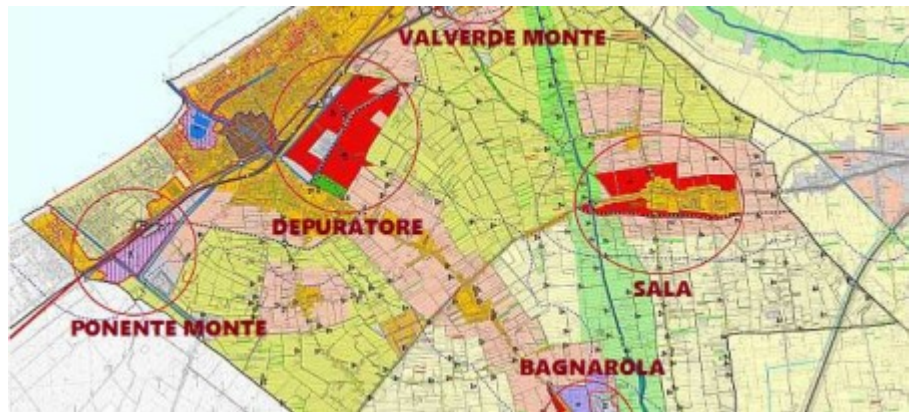 VALVERDE MONTE
DEPURATORE
SALA
PONENTE MONTE
BAGNAROLA